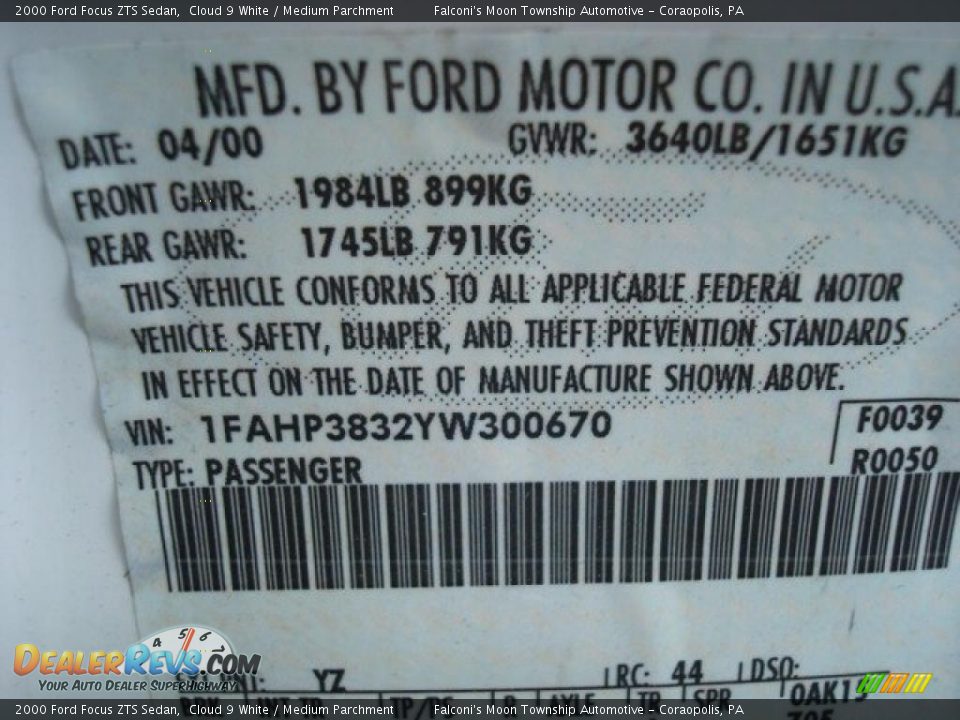 2000 Ford Focus ZTS Sedan, Cloud 9 White / Medium Parchment Falconi's Moon Township Automotive - Coraopolis, PA
MFD. BY FORD MOTOR CO. IN U.S.A.
DATE: 04/00 GVWR: 3640LB/1651KG
FRONT GAWR: 1984LB 899KG
REAR GAWR: 1745LB 791KG
THIS VEHICLE CONFORMS TO ALL APPLICABLE FEDERAL MOTOR
VEHICLE SAFETY, BUMPER, AND THEFT PREVENTION STANDARDS
IN EFFECT ON THE DATE OF MANUFACTURE SHOWN ABOVE.
VIN: 1FAHP3832YW300670 F0039
TYPE: PASSENGER R0050
4 5 6
DEALERREVS.COM
YOUR AUTO DEALER SUPERHIGHWAY
YZ RC: 44 DSO:
2000 Ford Focus ZTS Sedan, Cloud 9 White / Medium Parchment Falconi's Moon Township Automotive - Coraopolis, PA